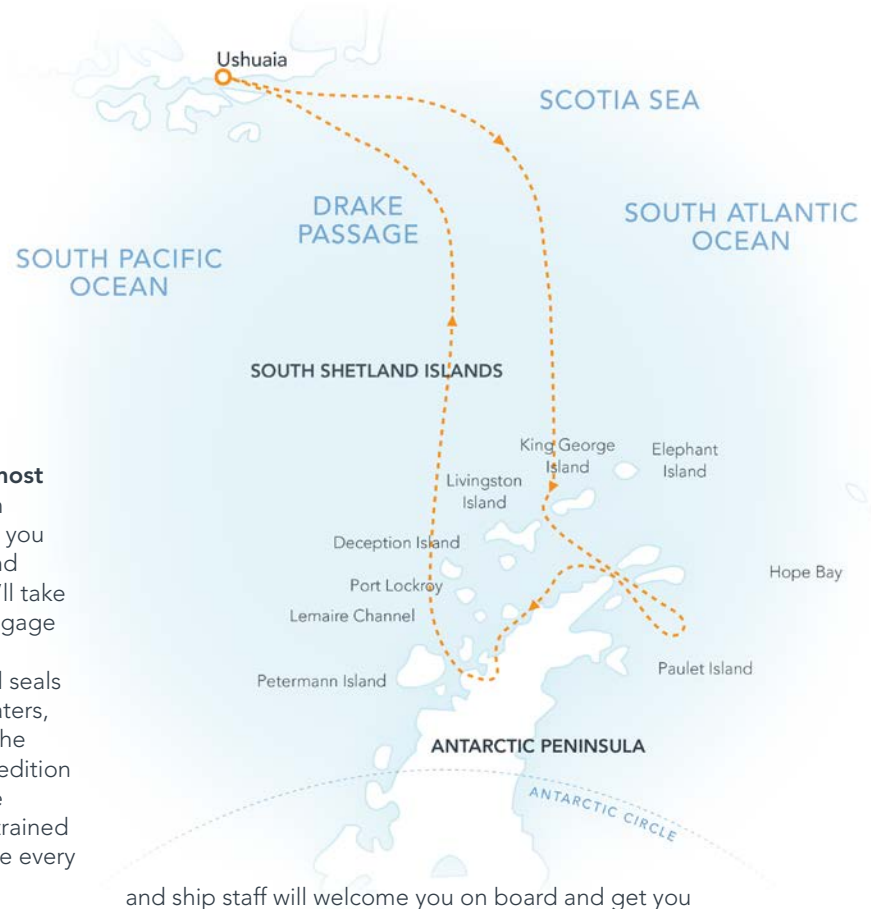 Ushuaia
SCOTIA SEA
DRAKE
PASSAGE
SOUTH ATLANTIC
OCEAN
SOUTH PACIFIC
OCEAN
SOUTH SHETLAND ISLANDS
King George
Island
Elephant
Island
Livingston
Island
Deception Island
Hope Bay
Port Lockroy
Lemaire Channel
Paulet Island
Petermann Island
ANTARCTIC PENINSULA
ANTARCTIC CIRCLE
you
'll take
gage
seals
aters,
he
edition
trained
e every
and ship staff will welcome you on board and get you